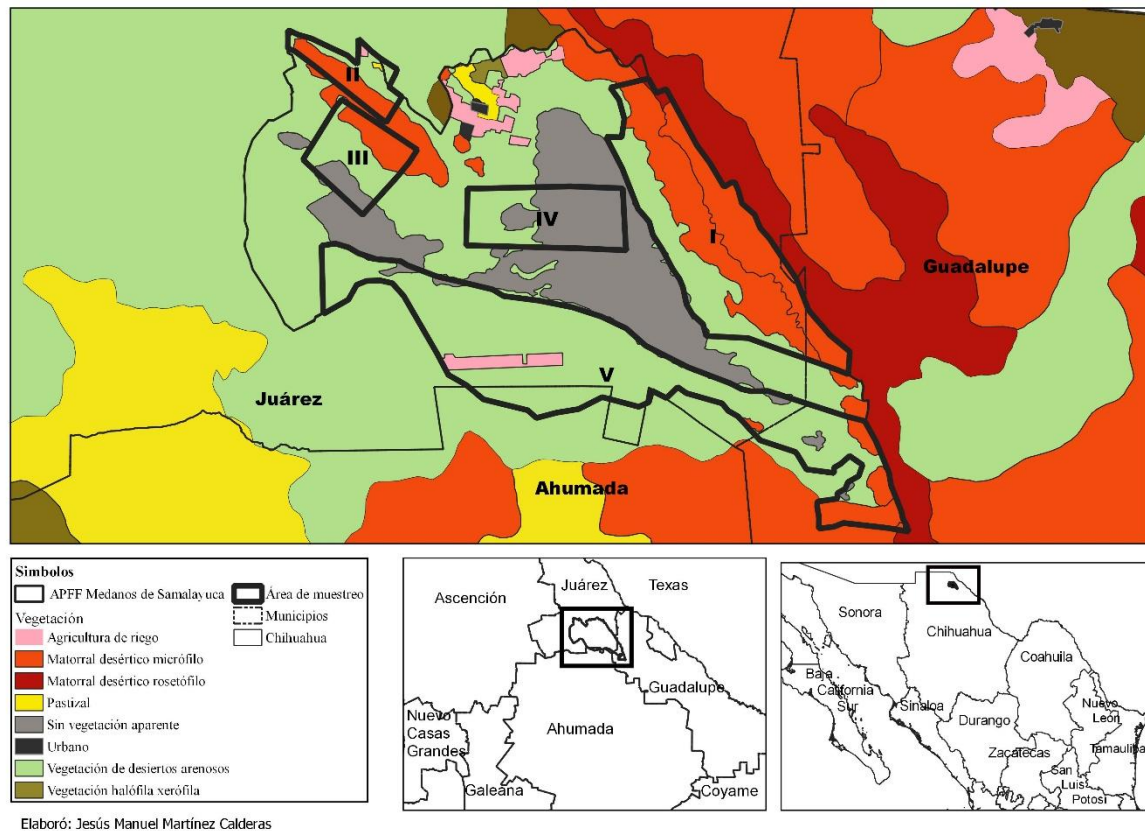 II
III
IV
I
Guadalupe
V
Juárez
Ahumada
Simbolos
APFF Medanos de Samalayuca
Área de muestreo
Vegetación
Municipios
Agricultura de riego
Chihuahua
Matorral desértico micrófilo
Matorral desértico rosetófilo
Pastizal
Sin vegetación aparente
Urbano
Vegetación de desiertos arenosos
Vegetación halófila xerófila
Juárez
Texas
Ascención
Guadalupe
Nuevo
Casas
Grandes
Ahumada
Galeana
Coyame
Sonora
Chihuahua
Coahuila
Baja
California
Sur
Sinaloa
Durango
Nuevo
León
Zacatecas
Tamaulipa
San
Luis
Potosí
Elaboró: Jesús Manuel Martínez Calderas